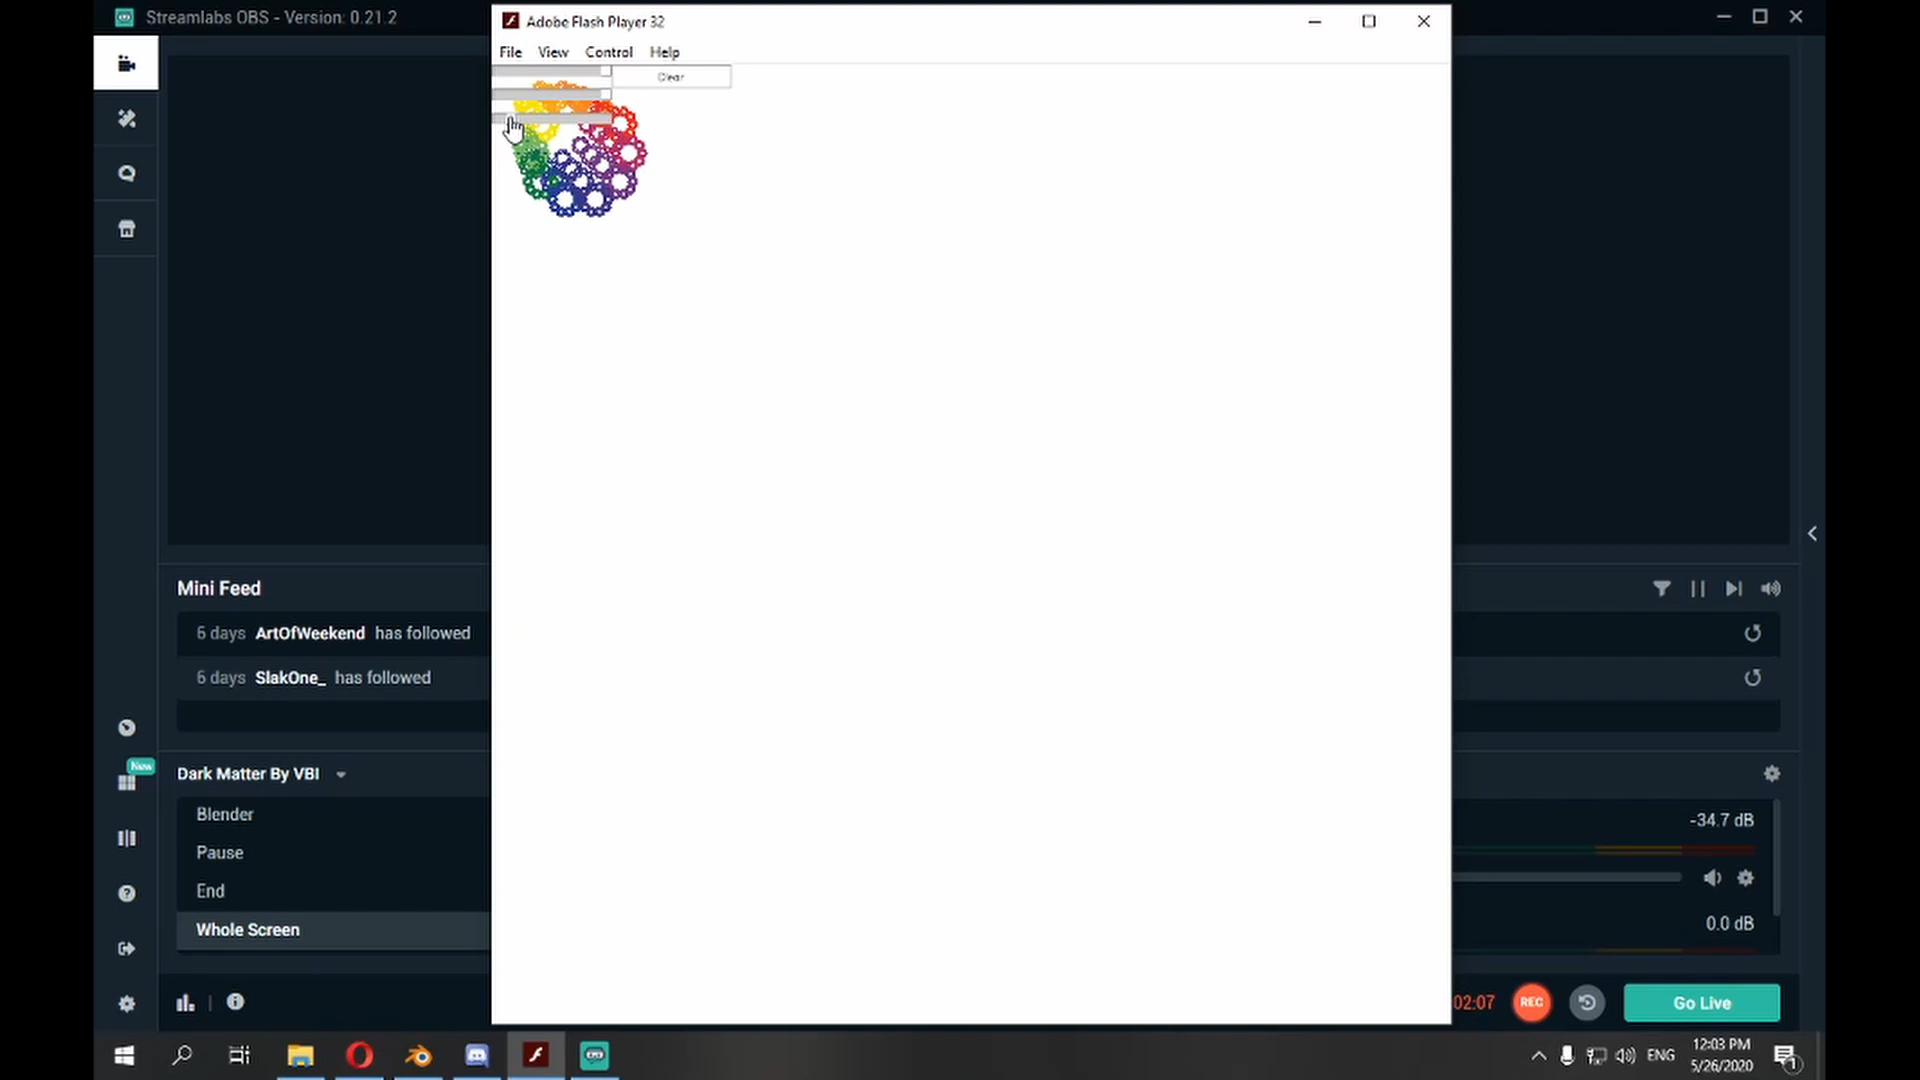 Streamlabs OBS - Version: 0.21.2
Adobe Flash Player 32
File View Control Help
Clear
Mini Feed
6 days ArtOfWeekend has followed
6 days SlakOne_ has followed
New
Dark Matter By VBI
Blender
Pause
End
Whole Screen
-34.7 dB
0.0 dB
02:07
REC
Go Live
ENG
12:03 PM
5/26/2020
1